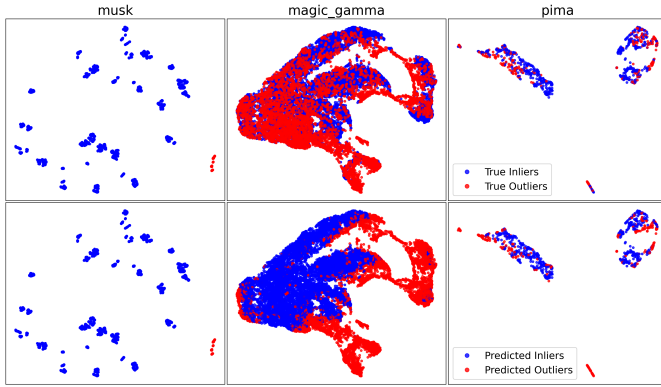 musk
magic_gamma
pima
True Inliers
True Outliers
Predicted Inliers
Predicted Outliers